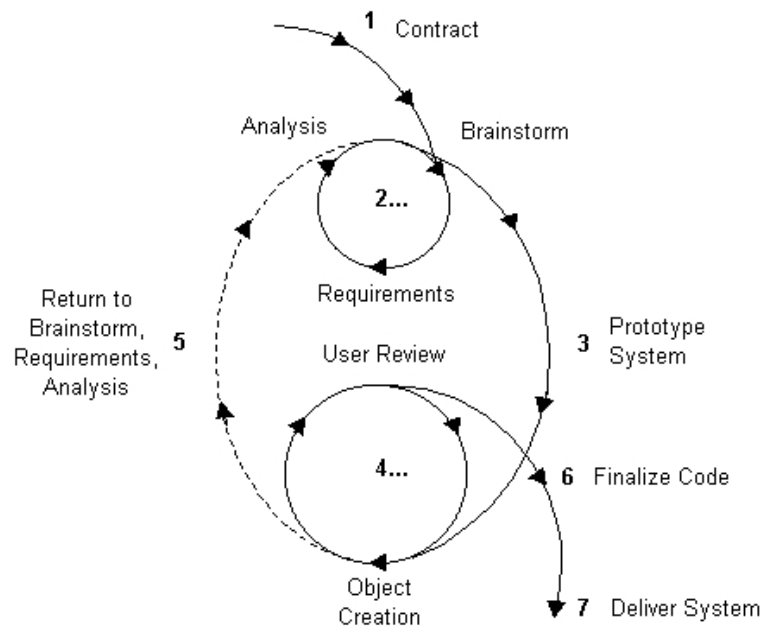 1 Contract
Analysis
Brainstorm
2...
Requirements
Return to
Brainstorm,
Requirements,
Analysis
5
User Review
3 Prototype
System
4...
6 Finalize Code
Object
Creation
7 Deliver System